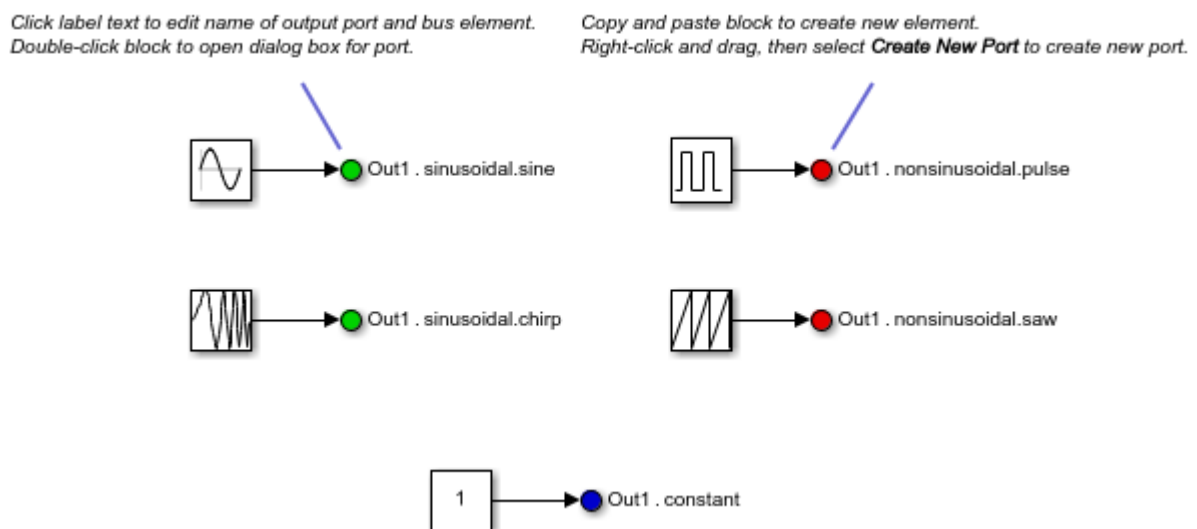 Click label text to edit name of output port and bus element.
Double-click block to open dialog box for port.
Copy and paste block to create new element.
Right-click and drag, then select Create New Port to create new port.
Out1 . sinusoidal.sine
Out1 . nonsinusoidal.pulse
Out1 . sinusoidal.chirp
Out1 . nonsinusoidal.saw
1
Out1 . constant